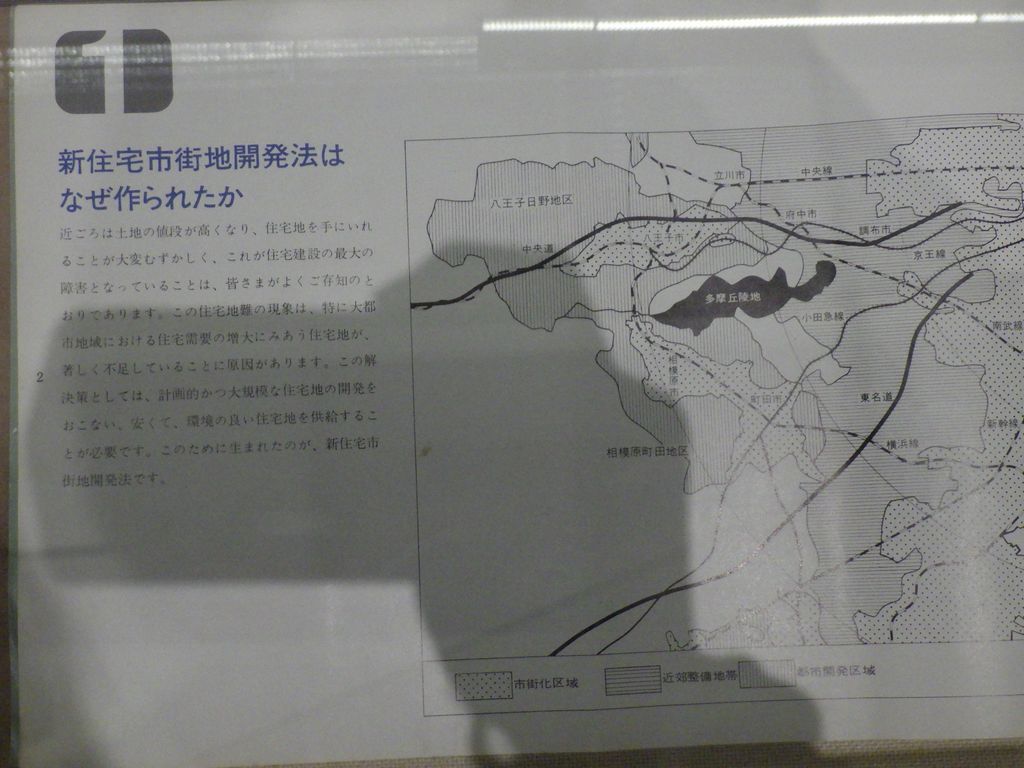 1
新住宅市街地開発法は
なぜ作られたか
近ごろは土地の値段が高くなり、住宅地を手にいれ
ることが大変むずかしく、これが住宅建設の最大の
障害となっていることは、皆さまがよくご存知のと
おりであります。この住宅地難の現象は、特に大都
市地域における住宅需要の増大にみあう住宅地が、
著しく不足していることに原因があります。この解
決策としては、計画的かつ大規模な住宅地の開発を
おこない、安くて、環境の良い住宅地を供給するこ
とが必要です。このために生まれたのが、新住宅市
街地開発法です。
2
立川市
中央線
八王子日野地区
府中市
調布市
中央道
京王線
多摩丘陵地
小田急線
南武線
相模原市
町田市
東名道
新幹線
横浜線
相模原町田地区
市街化区域
近郊整備地帯
都市開発区域